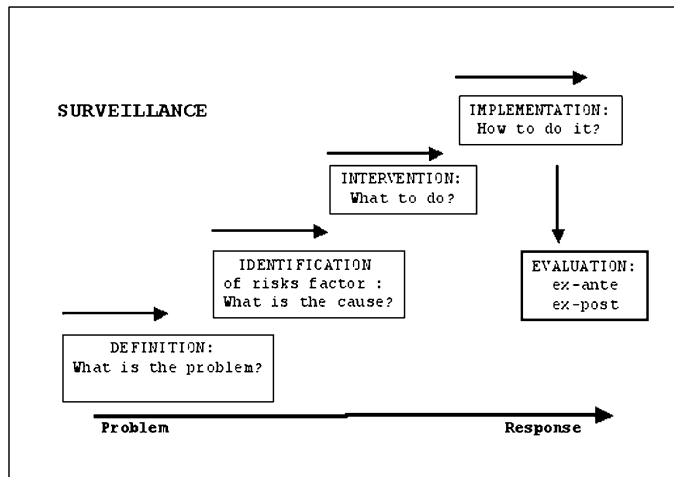 SURVEILLANCE
IMPLEMENTATION:
How to do it?
INTERVENTION:
What to do?
IDENTIFICATION
of risks factor :
What is the cause?
EVALUATION:
ex-ante
ex-post
DEFINITION:
What is the problem?
Problem
Response